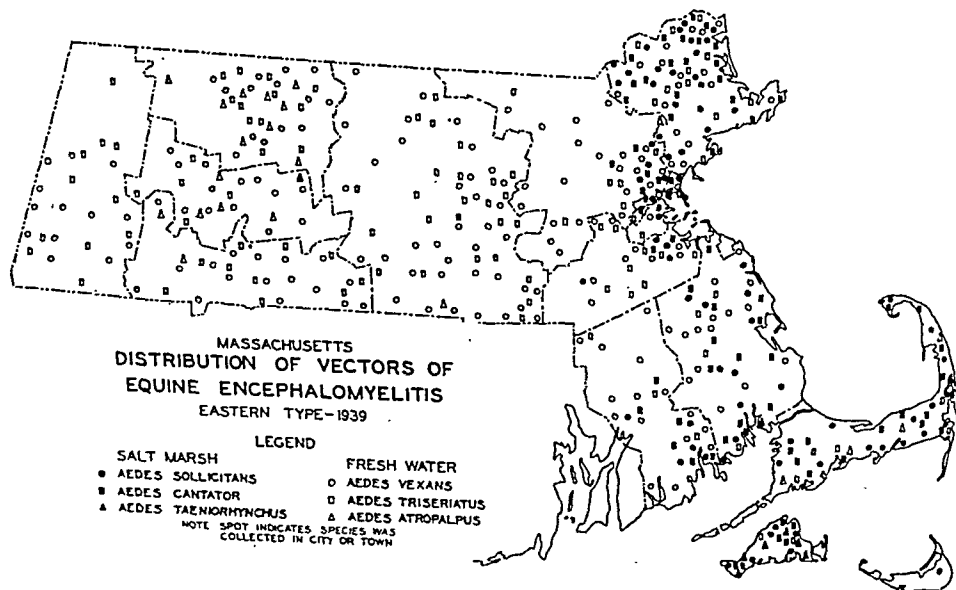 MASSACHUSETTS
DISTRIBUTION OF VECTORS OF
EQUINE ENCEPHALOMYELITIS
EASTERN TYPE-1939
LEGEND
SALT MARSH
● AEDES SOLLICITANS
■ AEDES CANTATOR
▲ AEDES TAENIORHYNCHUS
FRESH WATER
○ AEDES VEXANS
□ AEDES TRISERIATUS
△ AEDES ATROPALPUS
NOTE SPOT INDICATES SPECIES WAS
COLLECTED IN CITY OR TOWN